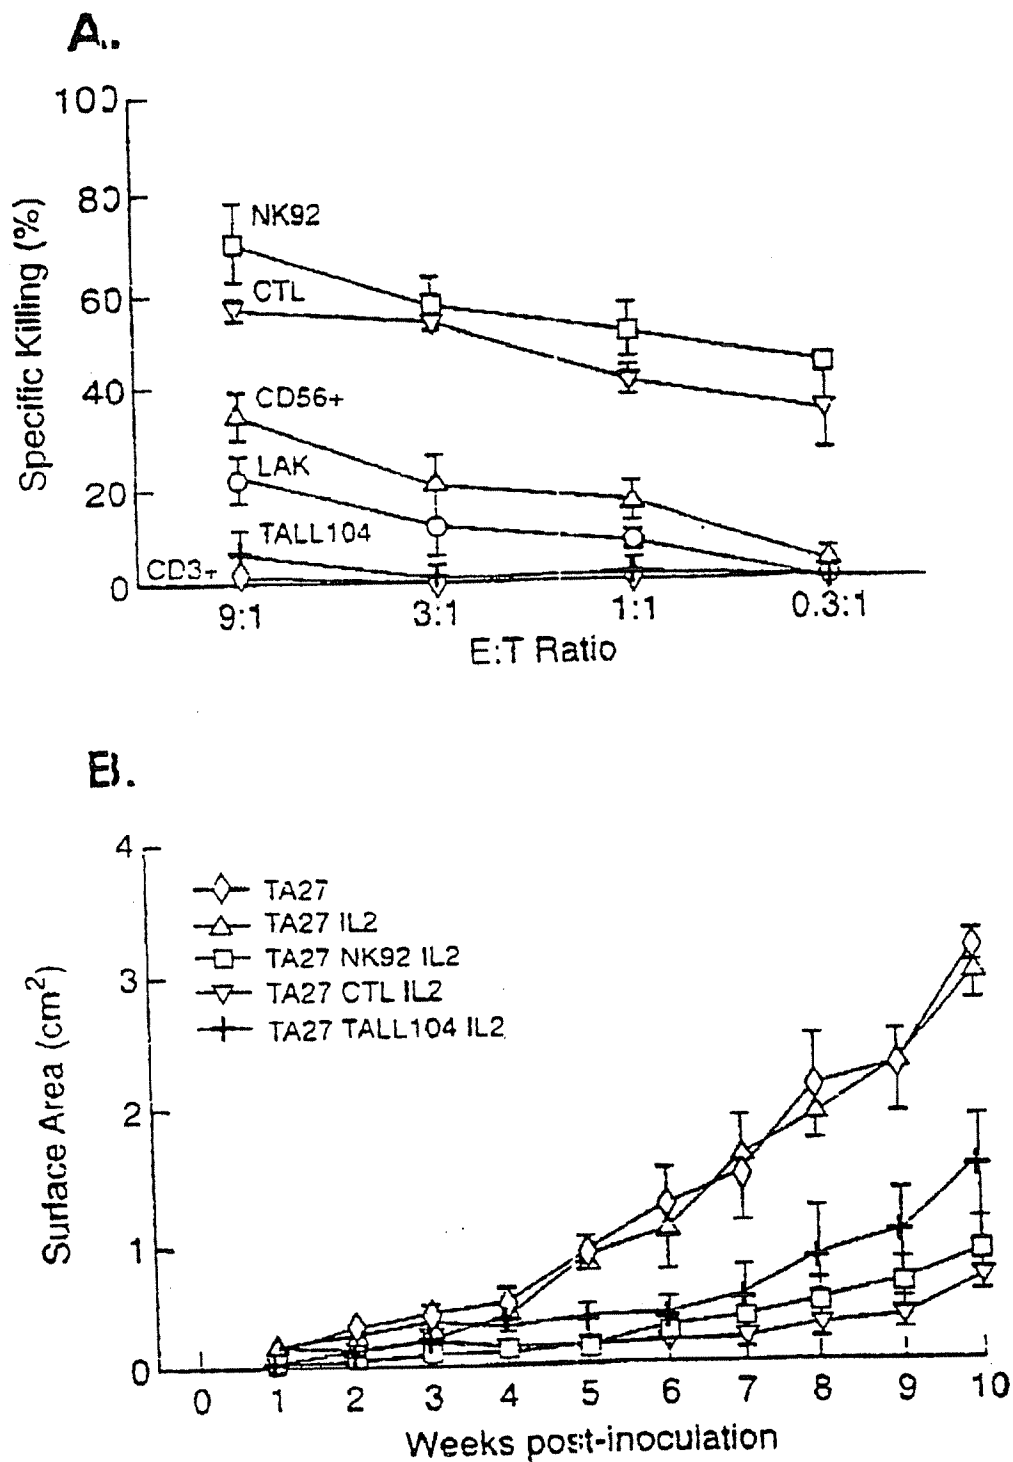 A.
100
80
60
40
20
0
Specific Killing (%)
NK92
CTL
CD56+
LAK
TALL104
CD3+
9:1 3:1 1:1 0.3:1
E:T Ratio
B.
4
3
2
1
0
Surface Area (cm²)
TA27
TA27 IL2
TA27 NK92 IL2
TA27 CTL IL2
TA27 TALL104 IL2
0 1 2 3 4 5 6 7 8 9 10
Weeks post-inoculation